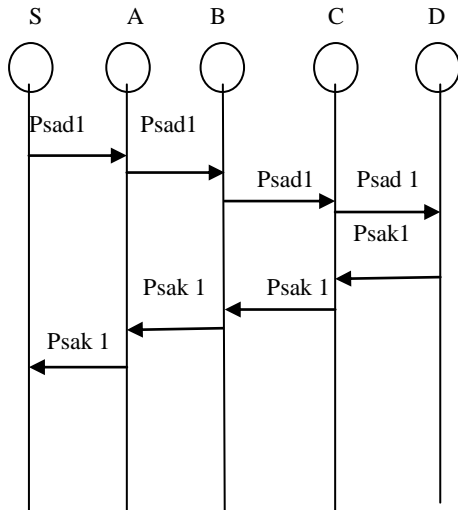 S A B C D
Psad1 Psad1
Psad1 Psad 1
Psak1
Psak 1 Psak 1
Psak 1